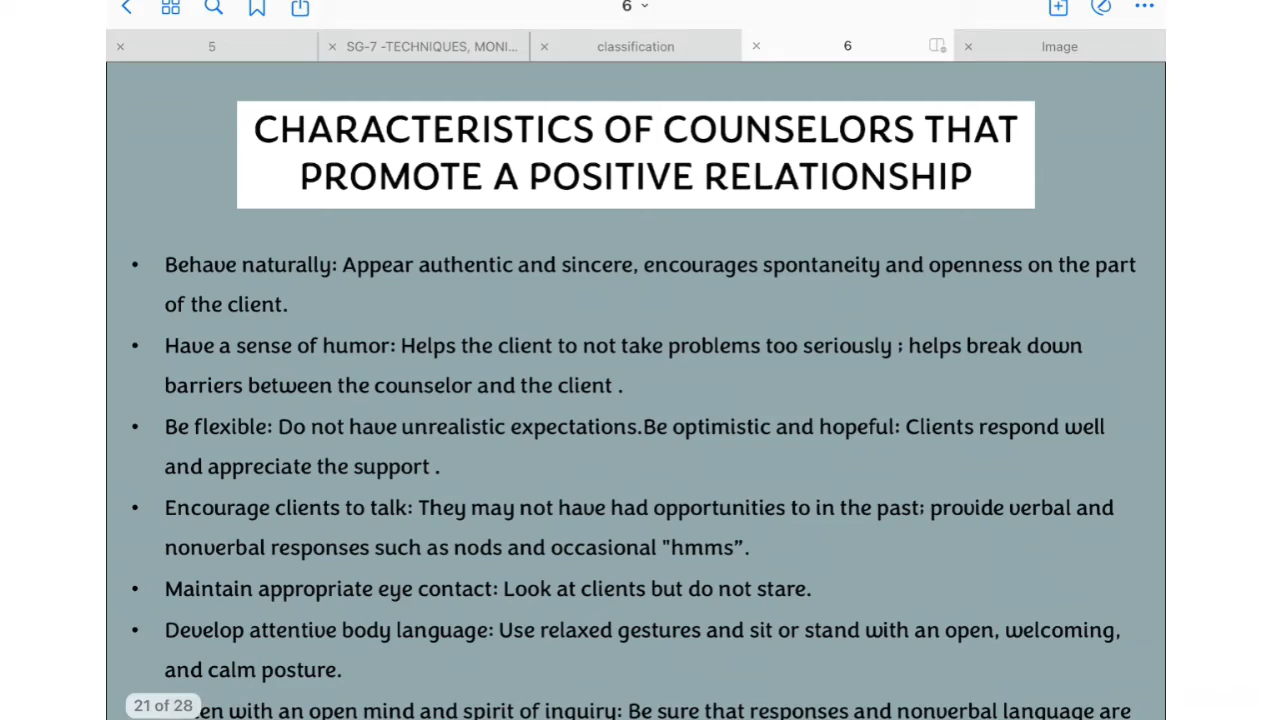 6
5
SG-7 -TECHNIQUES, MONI...
classification
6
Image
CHARACTERISTICS OF COUNSELORS THAT
PROMOTE A POSITIVE RELATIONSHIP
• Behave naturally: Appear authentic and sincere, encourages spontaneity and openness on the part
of the client.
• Have a sense of humor: Helps the client to not take problems too seriously ; helps break down
barriers between the counselor and the client .
• Be flexible: Do not have unrealistic expectations.Be optimistic and hopeful: Clients respond well
and appreciate the support .
• Encourage clients to talk: They may not have had opportunities to in the past; provide verbal and
nonverbal responses such as nods and occasional "hmms”.
• Maintain appropriate eye contact: Look at clients but do not stare.
• Develop attentive body language: Use relaxed gestures and sit or stand with an open, welcoming,
and calm posture.
21 of 28
with an open mind and spirit of inquiry: Be sure that responses and nonverbal language are